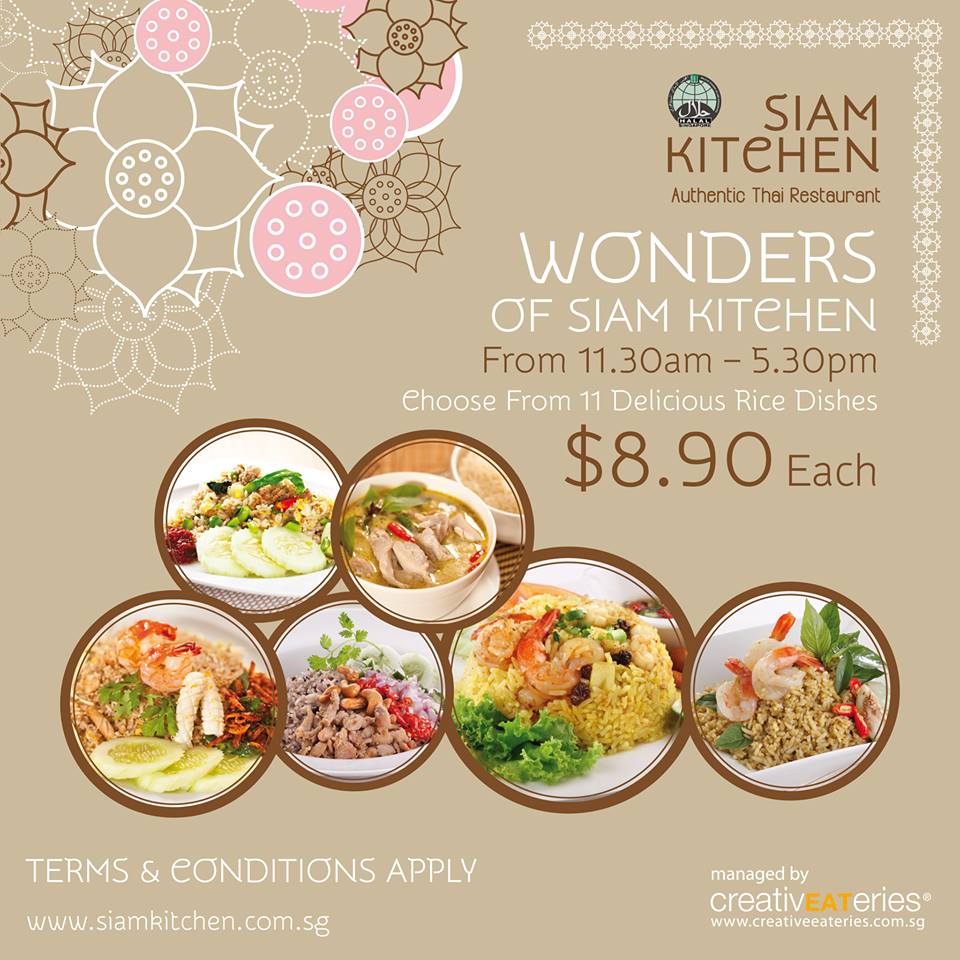 حلال
HALAL
SINGAPORE
SIAM
KITCHEN
Authentic Thai Restaurant
WONDERS
OF SIAM KITCHEN
From 11.30am – 5.30pm
Choose From 11 Delicious Rice Dishes
$8.90 Each
TERMS & CONDITIONS APPLY
www.siamkitchen.com.sg
managed by
creativEATeries®
www.creativeeateries.com.sg